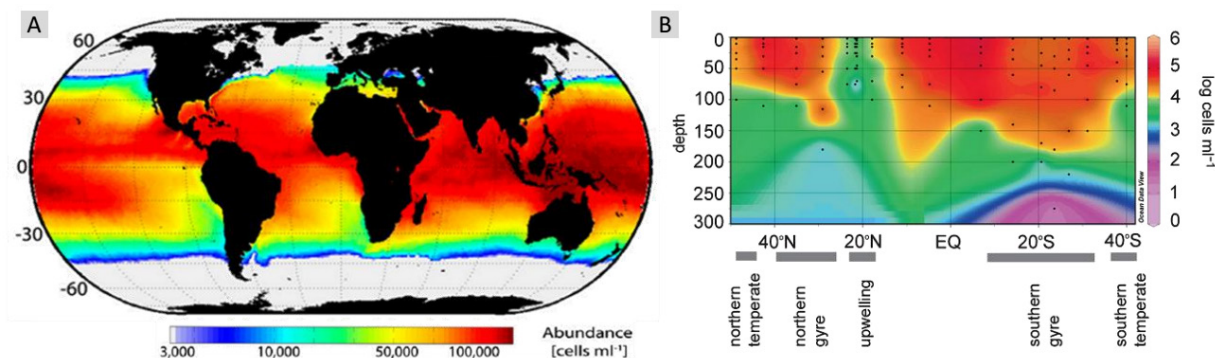 A
60
30
0
-30
-60
3,000 10,000 50,000 100,000
Abundance
[cells ml⁻¹]
B
0
50
100
150
200
250
300
depth
40°N 20°N EQ 20°S 40°S
Ocean Data View
6
5
4
3
2
1
0
log cells ml⁻¹
northern
temperate
northern
gyre
upwelling
southern
gyre
southern
temperate